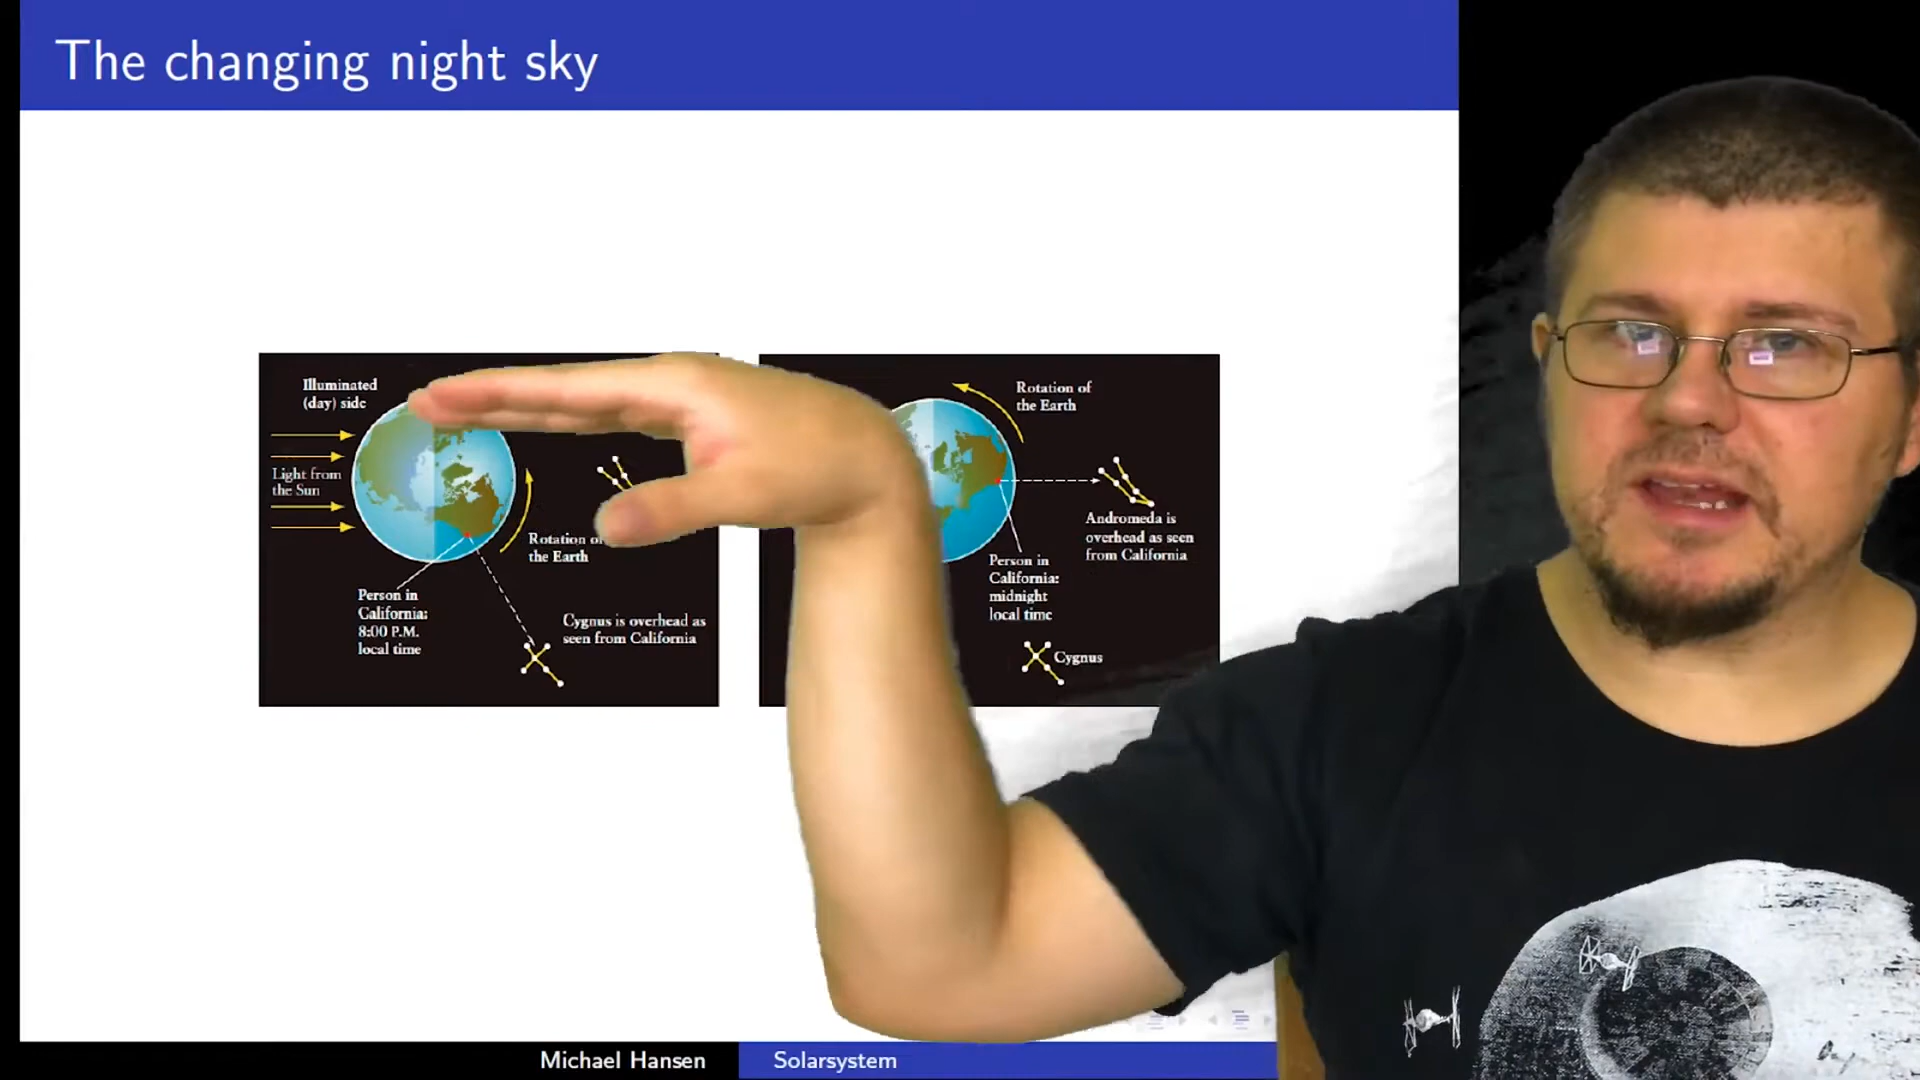 The changing night sky
Illuminated
(day) side
Light from
the Sun
Rotation
the Earth
Person in
California:
8:00 P.M.
local time
Cygnus is overhead as
seen from California
Rotation of
the Earth
Andromeda is
overhead as seen
from California
Person in
California:
midnight
local time
Cygnus
Michael Hansen
Solarsystem